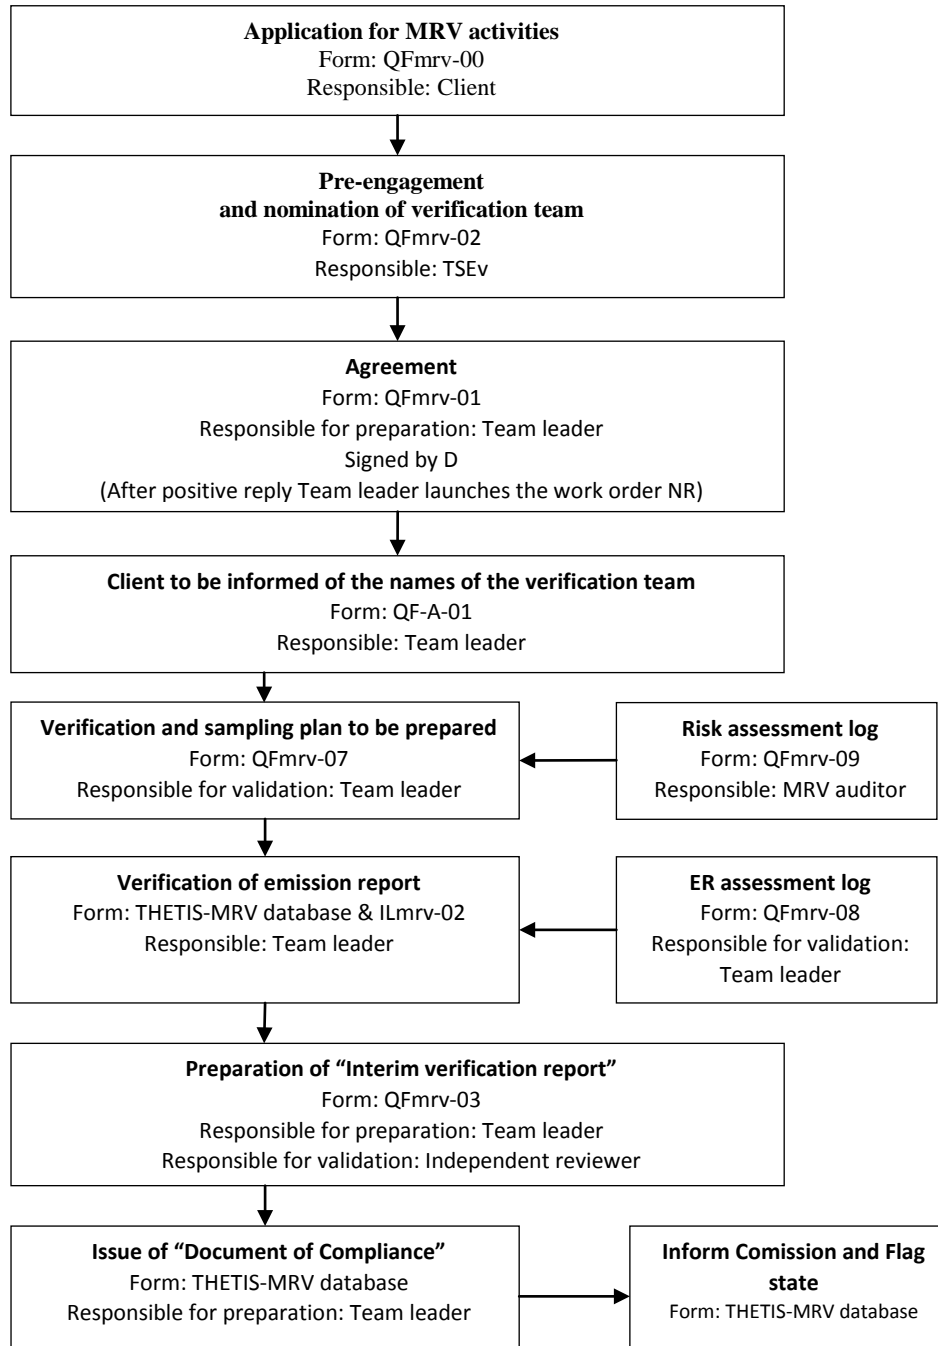 Application for MRV activities
Form: QFmrv-00
Responsible: Client
Pre-engagement
and nomination of verification team
Form: QFmrv-02
Responsible: TSEv
Agreement
Form: QFmrv-01
Responsible for preparation: Team leader
Signed by D
(After positive reply Team leader launches the work order NR)
Client to be informed of the names of the verification team
Form: QF-A-01
Responsible: Team leader
Verification and sampling plan to be prepared
Form: QFmrv-07
Responsible for validation: Team leader
Risk assessment log
Form: QFmrv-09
Responsible: MRV auditor
Verification of emission report
Form: THETIS-MRV database & ILmrv-02
Responsible: Team leader
ER assessment log
Form: QFmrv-08
Responsible for validation:
Team leader
Preparation of “Interim verification report”
Form: QFmrv-03
Responsible for preparation: Team leader
Responsible for validation: Independent reviewer
Issue of “Document of Compliance”
Form: THETIS-MRV database
Responsible for preparation: Team leader
Inform Comission and Flag
state
Form: THETIS-MRV database